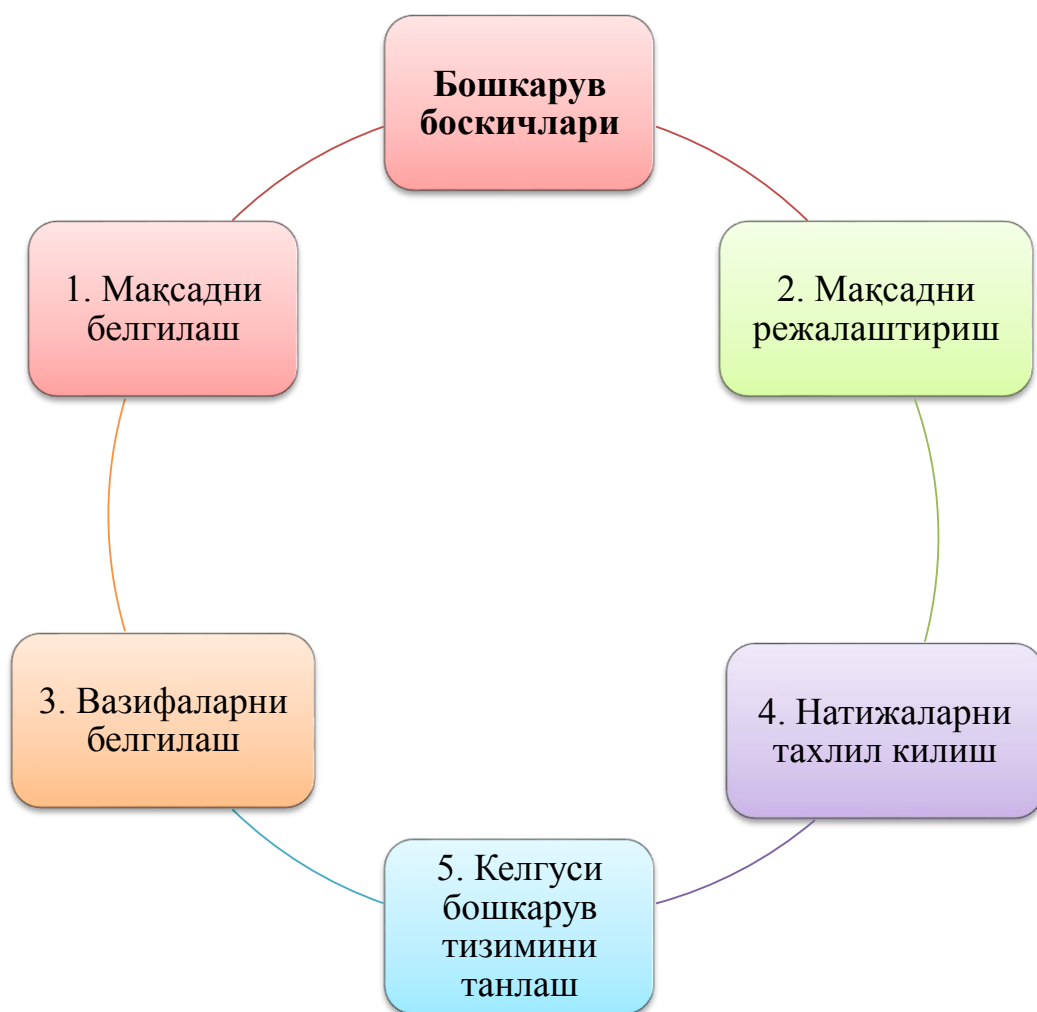 Бошкарув
боскичлари
1. Мақсадни
белгилаш
2. Мақсадни
режалаштириш
3. Вазифаларни
белгилаш
4. Натижаларни
тахлил килиш
5. Келгуси
бошкарув
тизимини
танлаш